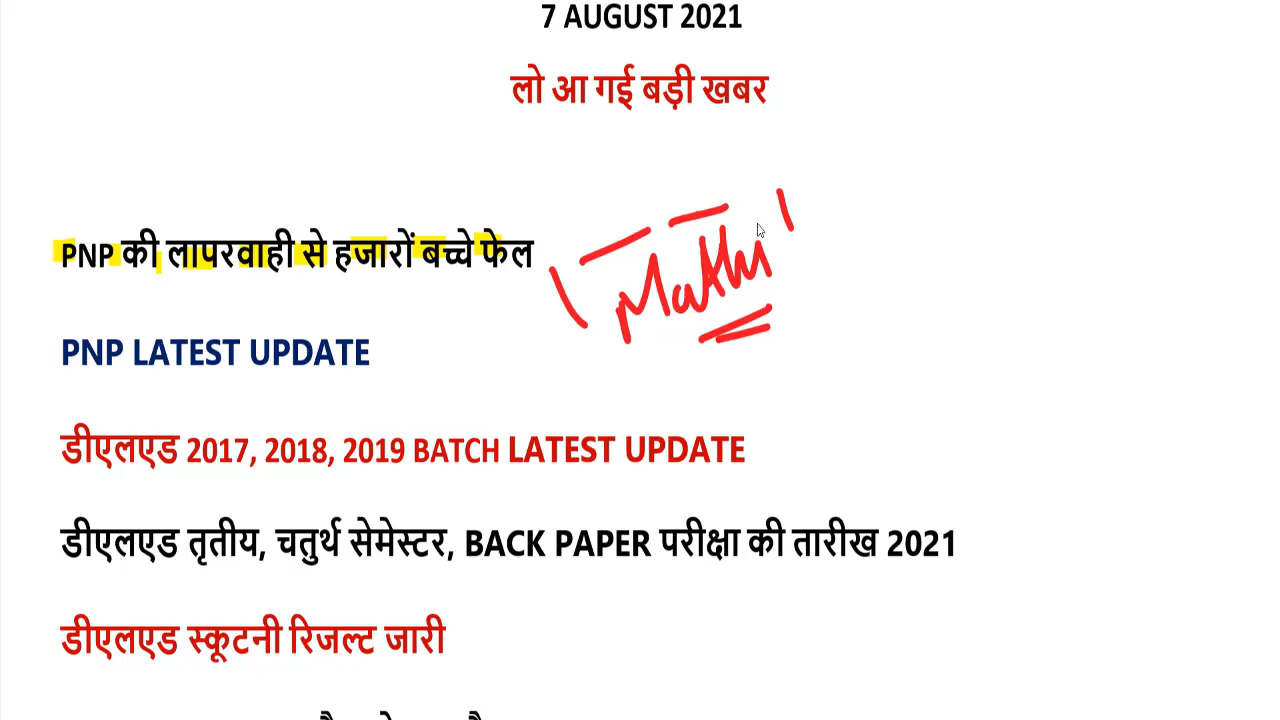 7 AUGUST 2021
लो आ गई बड़ी खबर
PNP की लापरवाही से हजारों बच्चे फेल
Math
PNP LATEST UPDATE
डीएलएड 2017, 2018, 2019 BATCH LATEST UPDATE
डीएलएड तृतीय, चतुर्थ सेमेस्टर, BACK PAPER परीक्षा की तारीख 2021
डीएलएड स्कूटनी रिजल्ट जारी